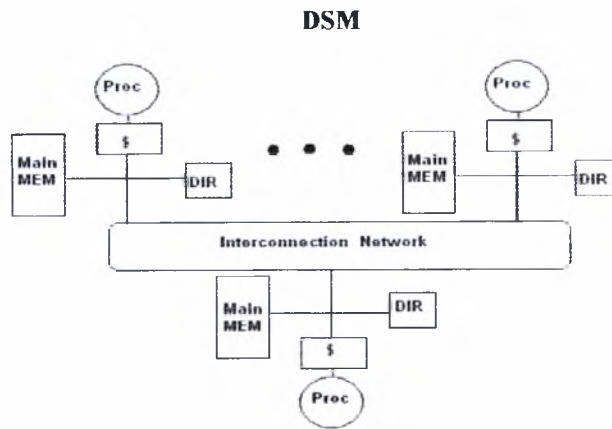 DSM
Proc
$
Main
MEM
DIR
Proc
$
Main
MEM
DIR
Interconnection Network
Main
MEM
DIR
$
Proc